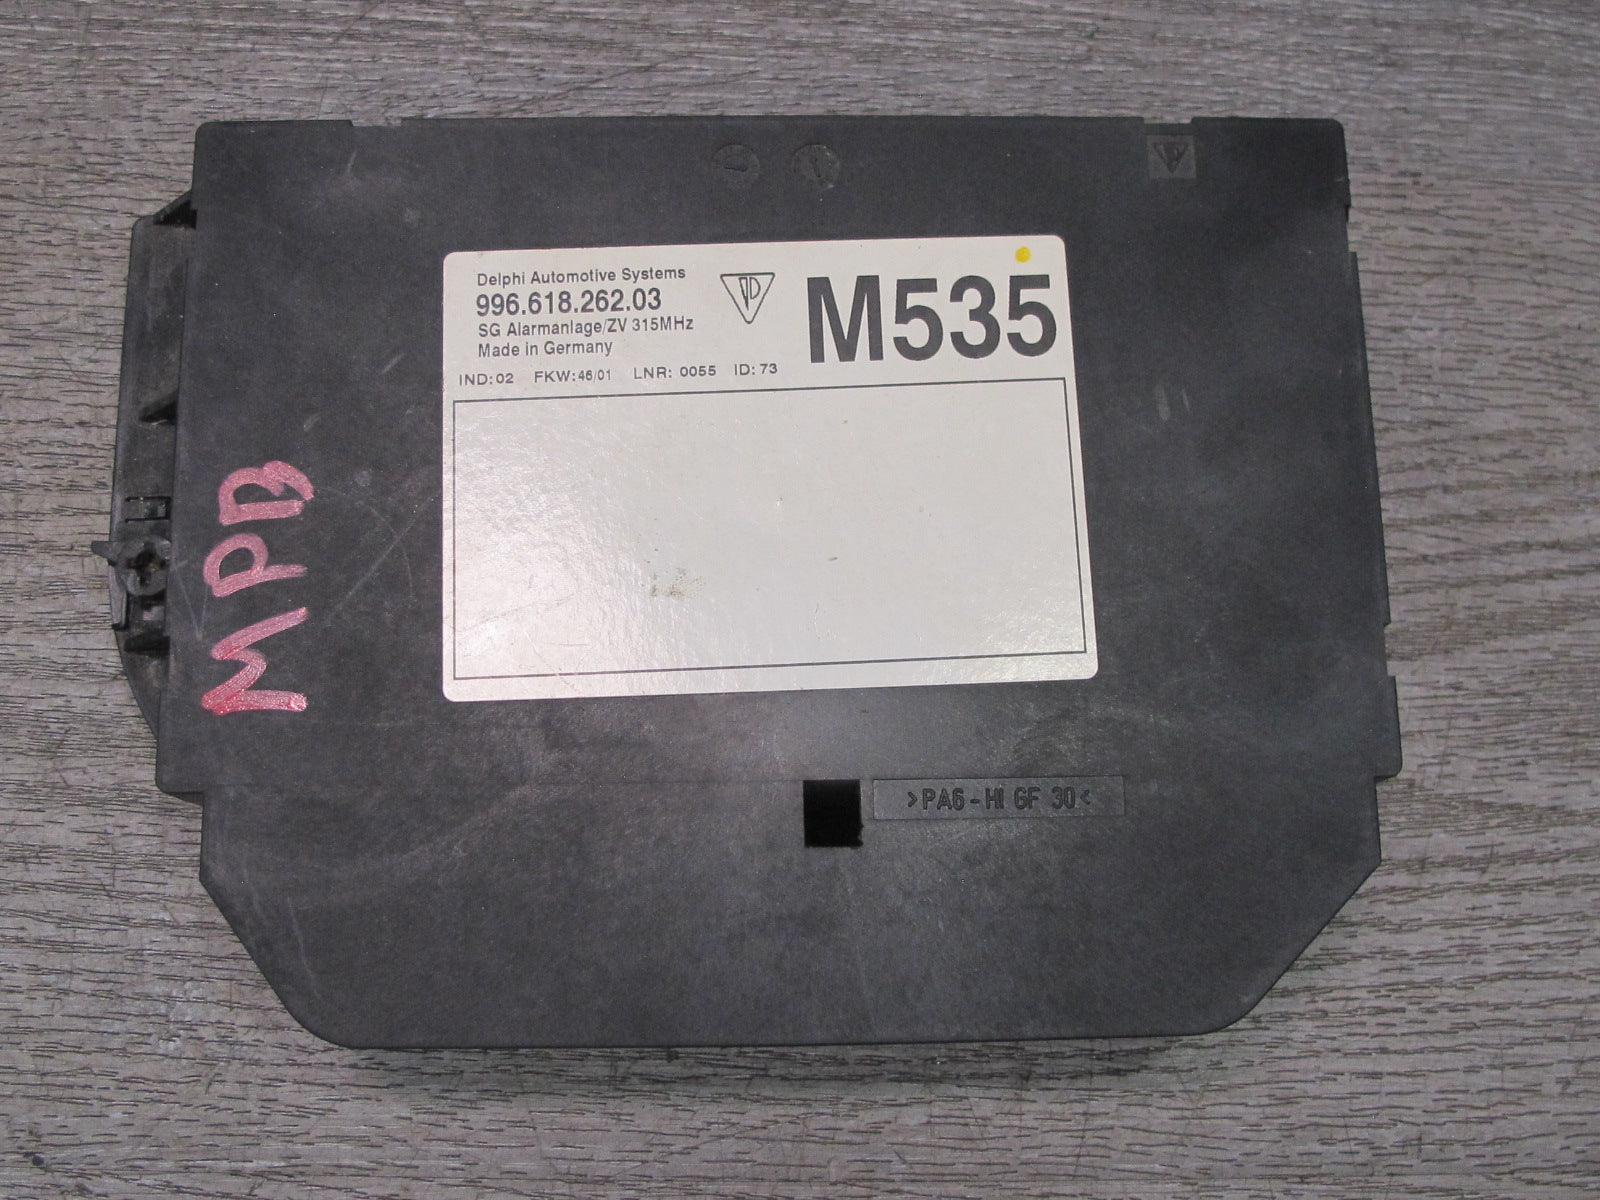 Delphi Automotive Systems
996.618.262.03
SG Alarmanlage/ZV 315MHz
Made in Germany
M535
IND:02 FKW:46/01 LNR: 0055 ID:73
MPB
>PA6-HI GF 30<